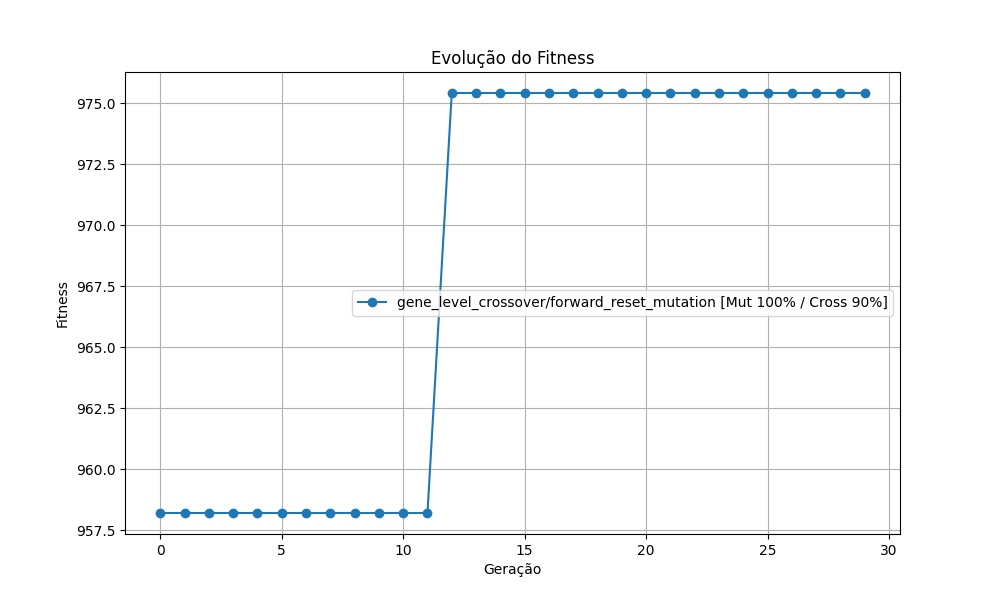 Evolução do Fitness
Fitness
975.0
972.5
970.0
967.5
965.0
962.5
960.0
957.5
gene_level_crossover/forward_reset_mutation [Mut 100% / Cross 90%]
0 5 10 15 20 25 30
Geração